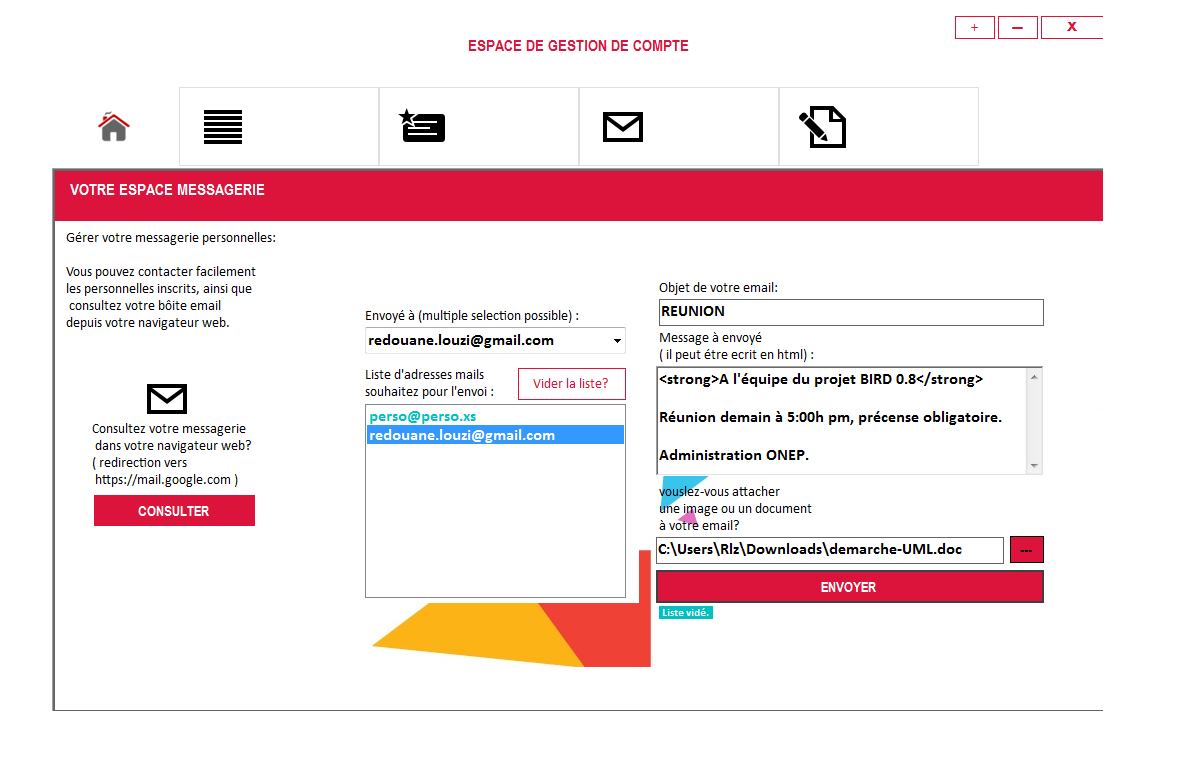 + — X
ESPACE DE GESTION DE COMPTE
VOTRE ESPACE MESSAGERIE
Gérer votre messagerie personnelles:
Vous pouvez contacter facilement
les personnelles inscrits, ainsi que
consultez votre bôite email
depuis votre navigateur web.
Consultez votre messagerie
dans votre navigateur web?
( redirection vers
https://mail.google.com )
CONSULTER
Envoyé à (multiple selection possible) :
redouane.louzi@gmail.com
Liste d'adresses mails
souhaitez pour l'envoi :
Vider la liste?
perso@perso.xs
redouane.louzi@gmail.com
Objet de votre email:
REUNION
Message à envoyé
( il peut étre ecrit en html) :
<strong>A l'équipe du projet BIRD 0.8</strong>
Réunion demain à 5:00h pm, précense obligatoire.
Administration ONEP.
vouslez-vous attacher
une image ou un document
à votre email?
C:\Users\Rlz\Downloads\demarche-UML.doc
---
ENVOYER
Liste vidé.